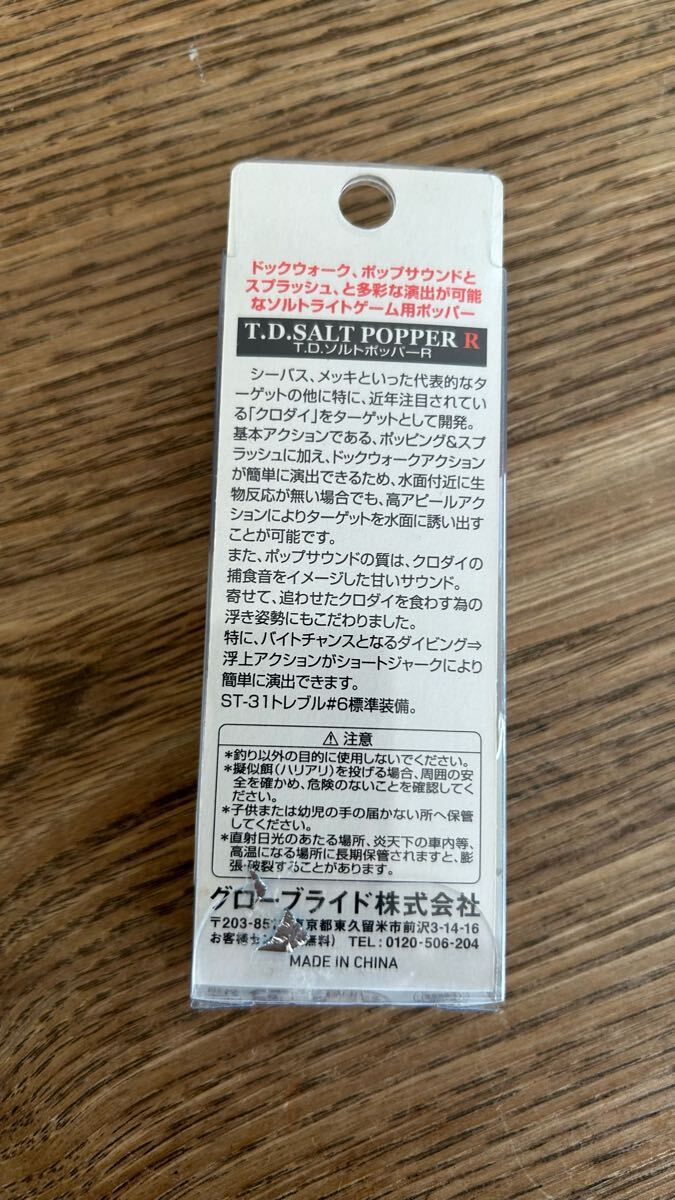 ドックウォーク、ポップサウンドと
スプラッシュ、と多彩な演出が可能
なソルトライトゲーム用ポッパー
T.D.SALT POPPER R
T.D.ソルトポッパーR
シーバス、メッキといった代表的なタ
ーゲットの他に特に、近年注目されてい
る「クロダイ」をターゲットとして開発。
基本アクションである、ポッピング&スプ
ラッシュに加え、ドックウォークアクション
が簡単に演出できるため、水面付近に生
物反応が無い場合でも、高アピールアク
ションによりターゲットを水面に誘い出す
ことが可能です。
また、ポップサウンドの質は、クロダイの
捕食音をイメージした甘いサウンド。
寄せて、追わせたクロダイを食わす為の
浮き姿勢にもこだわりました。
特に、バイトチャンスとなるダイビング⇒
浮上アクションがショートジャークにより
簡単に演出できます。
ST-31トレブル#6標準装備。
⚠ 注意
*釣り以外の目的に使用しないでください。
*擬似餌(ハリアリ)を投げる場合、周囲の安
全を確かめ、危険のないことを確認してく
ださい。
*子供または幼児の手の届かない所へ保管
してください。
*直射日光のあたる場所、炎天下の車内等、
高温になる場所に長期保管されますと、膨
張・破裂することがあります。
グローブライド株式会社
〒203-85 京都東久留米市前沢3-14-16
お客様セ 無料) TEL:0120-506-204
MADE IN CHINA